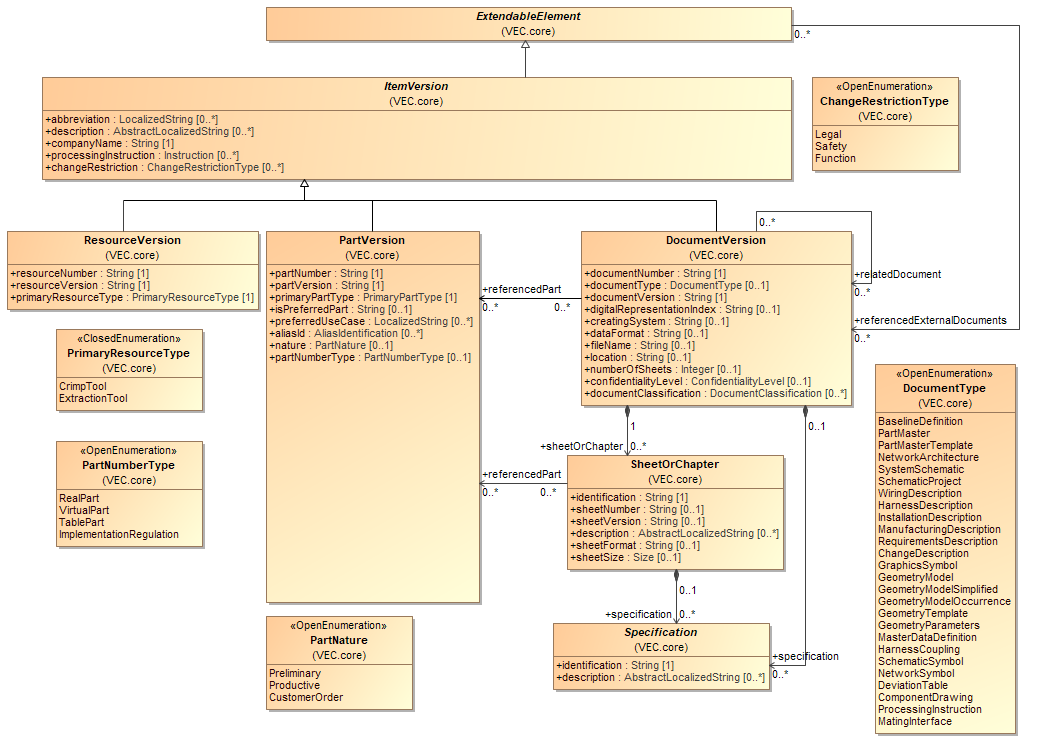 ExtendableElement
(VEC.core)
0..*
ItemVersion
(VEC.core)
+abbreviation : LocalizedString [0..*]
+description : AbstractLocalizedString [0..*]
+companyName : String [1]
+processingInstruction : Instruction [0..*]
+changeRestriction : ChangeRestrictionType [0..*]
«OpenEnumeration»
ChangeRestrictionType
(VEC.core)
Legal
Safety
Function
ResourceVersion
(VEC.core)
+resourceNumber : String [1]
+resourceVersion : String [1]
+primaryResourceType : PrimaryResourceType [1]
PartVersion
(VEC.core)
+partNumber : String [1]
+partVersion : String [1]
+primaryPartType : PrimaryPartType [1]
+isPreferredPart : String [0..1]
+preferredUseCase : LocalizedString [0..*]
+aliasId : AliasIdentification [0..*]
+nature : PartNature [0..1]
+partNumberType : PartNumberType [0..1]
+referencedPart
0..*
0..*
DocumentVersion
(VEC.core)
+documentNumber : String [1]
+documentType : DocumentType [0..1]
+documentVersion : String [1]
+digitalRepresentationIndex : String [0..1]
+creatingSystem : String [0..1]
+dataFormat : String [0..1]
+fileName : String [0..1]
+location : String [0..1]
+numberOfSheets : Integer [0..1]
+confidentialityLevel : ConfidentialityLevel [0..1]
+documentClassification : DocumentClassification [0..*]
0..*
+relatedDocument
0..*
+referencedExternalDocuments
0..*
«ClosedEnumeration»
PrimaryResourceType
(VEC.core)
CrimpTool
ExtractionTool
«OpenEnumeration»
PartNumberType
(VEC.core)
RealPart
VirtualPart
TablePart
ImplementationRegulation
1
+sheetOrChapter
0..*
0..1
+referencedPart
0..*
0..*
SheetOrChapter
(VEC.core)
+identification : String [1]
+sheetNumber : String [0..1]
+sheetVersion : String [0..1]
+description : AbstractLocalizedString [0..*]
+sheetFormat : String [0..1]
+sheetSize : Size [0..1]
0..1
+specification
0..*
Specification
(VEC.core)
+identification : String [1]
+description : AbstractLocalizedString [0..*]
+specification
0..*
«OpenEnumeration»
PartNature
(VEC.core)
Preliminary
Productive
CustomerOrder
«OpenEnumeration»
DocumentType
(VEC.core)
BaselineDefinition
PartMaster
PartMasterTemplate
NetworkArchitecture
SystemSchematic
SchematicProject
WiringDescription
HarnessDescription
InstallationDescription
ManufacturingDescription
RequirementsDescription
ChangeDescription
GraphicsSymbol
GeometryModel
GeometryModelSimplified
GeometryModelOccurrence
GeometryTemplate
GeometryParameters
MasterDataDefinition
HarnessCoupling
SchematicSymbol
NetworkSymbol
DeviationTable
ComponentDrawing
ProcessingInstruction
MatingInterface